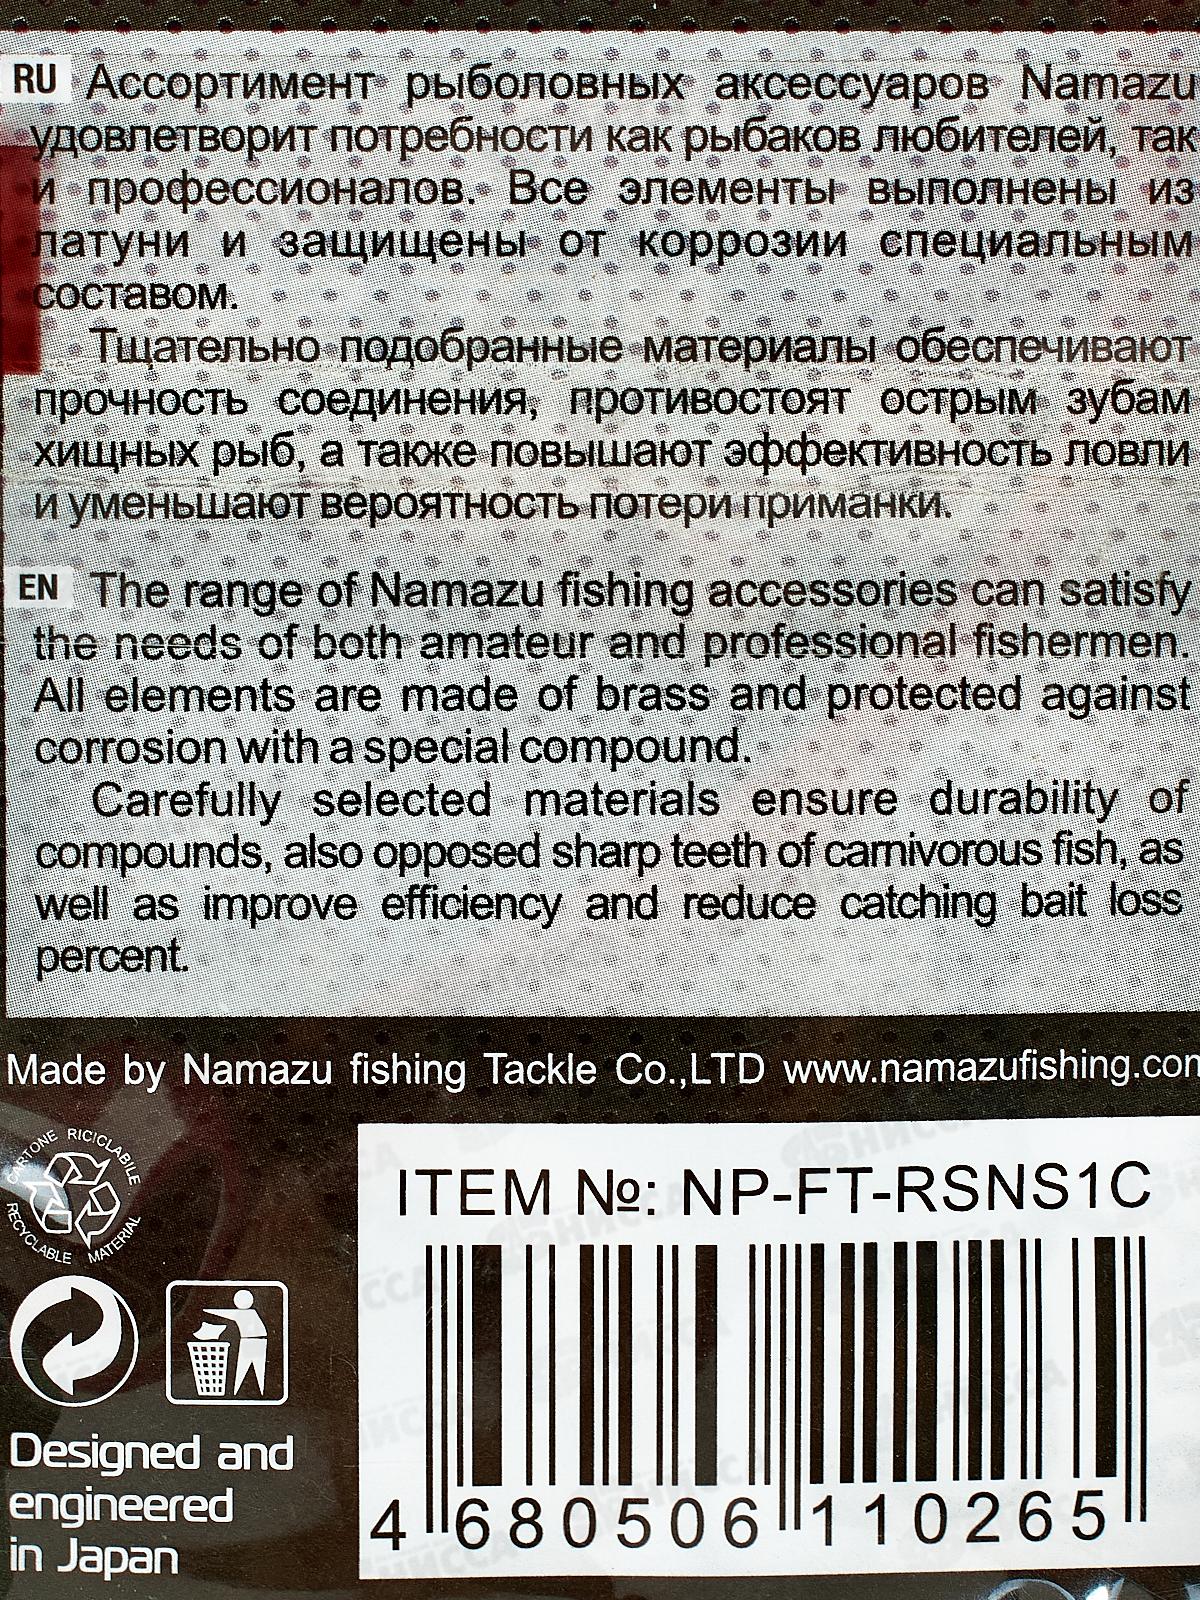 RU Ассортимент рыболовных аксессуаров Namazu
удовлетворит потребности как рыбаков любителей, так
и профессионалов. Все элементы выполнены из
латуни и защищены от коррозии специальным
составом.
Тщательно подобранные материалы обеспечивают
прочность соединения, противостоят острым зубам
хищных рыб, а также повышают эффективность ловли
и уменьшают вероятность потери приманки.
EN The range of Namazu fishing accessories can satisfy
the needs of both amateur and professional fishermen.
All elements are made of brass and protected against
corrosion with a special compound.
Carefully selected materials ensure durability of
compounds, also opposed sharp teeth of carnivorous fish, as
well as improve efficiency and reduce catching bait loss
percent.
Made by Namazu fishing Tackle Co.,LTD www.namazufishing.com
CARTONE RICICLABILE
RECYCLABLE MATERIAL
ITEM №: NP-FT-RSNS1C
4 680506 110265
Designed and
engineered
in Japan